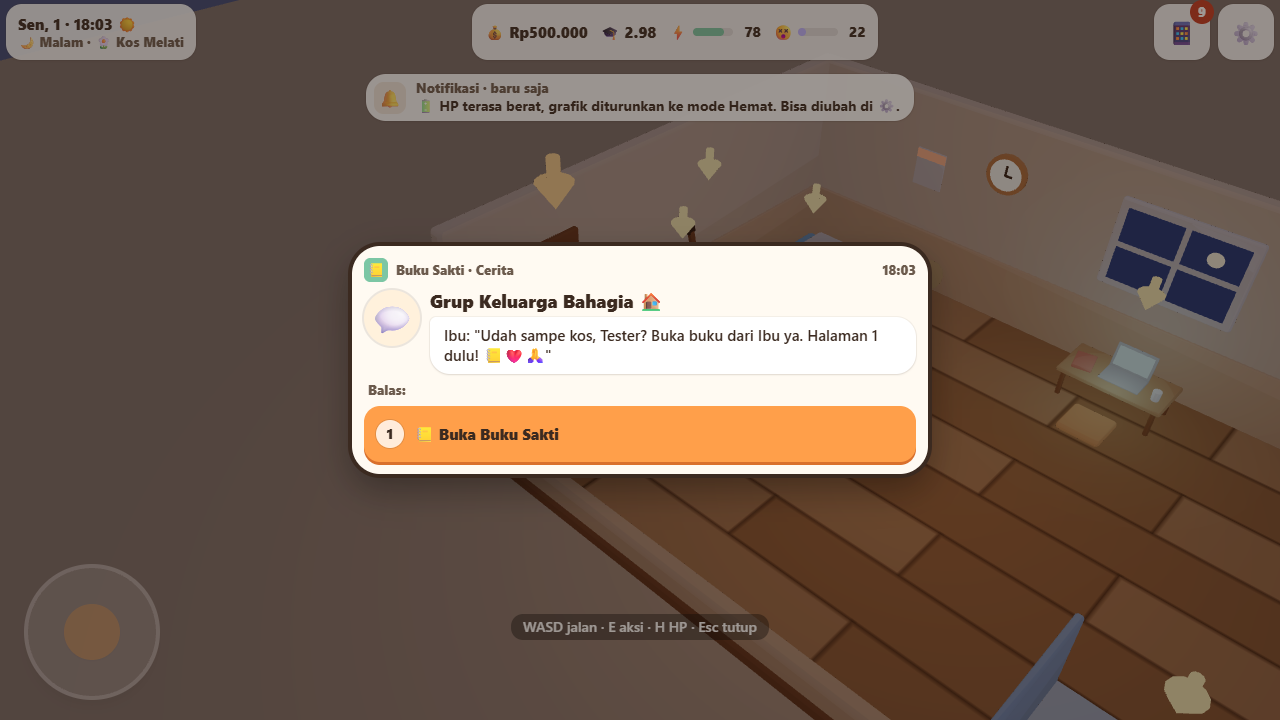 Sen, 1 · 18:03 🌞
🌙 Malam · 🌸 Kos Melati
💰 Rp500.000 🎓 2.98 ⚡ 78 😵 22
9
Notifikasi · baru saja
🔋 HP terasa berat, grafik diturunkan ke mode Hemat. Bisa diubah di ⚙️.
📒 Buku Sakti · Cerita 18:03
Grup Keluarga Bahagia 🏠
Ibu: "Udah sampe kos, Tester? Buka buku dari Ibu ya. Halaman 1
dulu! 📒 💗 🙏"
Balas:
1 📒 Buka Buku Sakti
WASD jalan · E aksi · H HP · Esc tutup